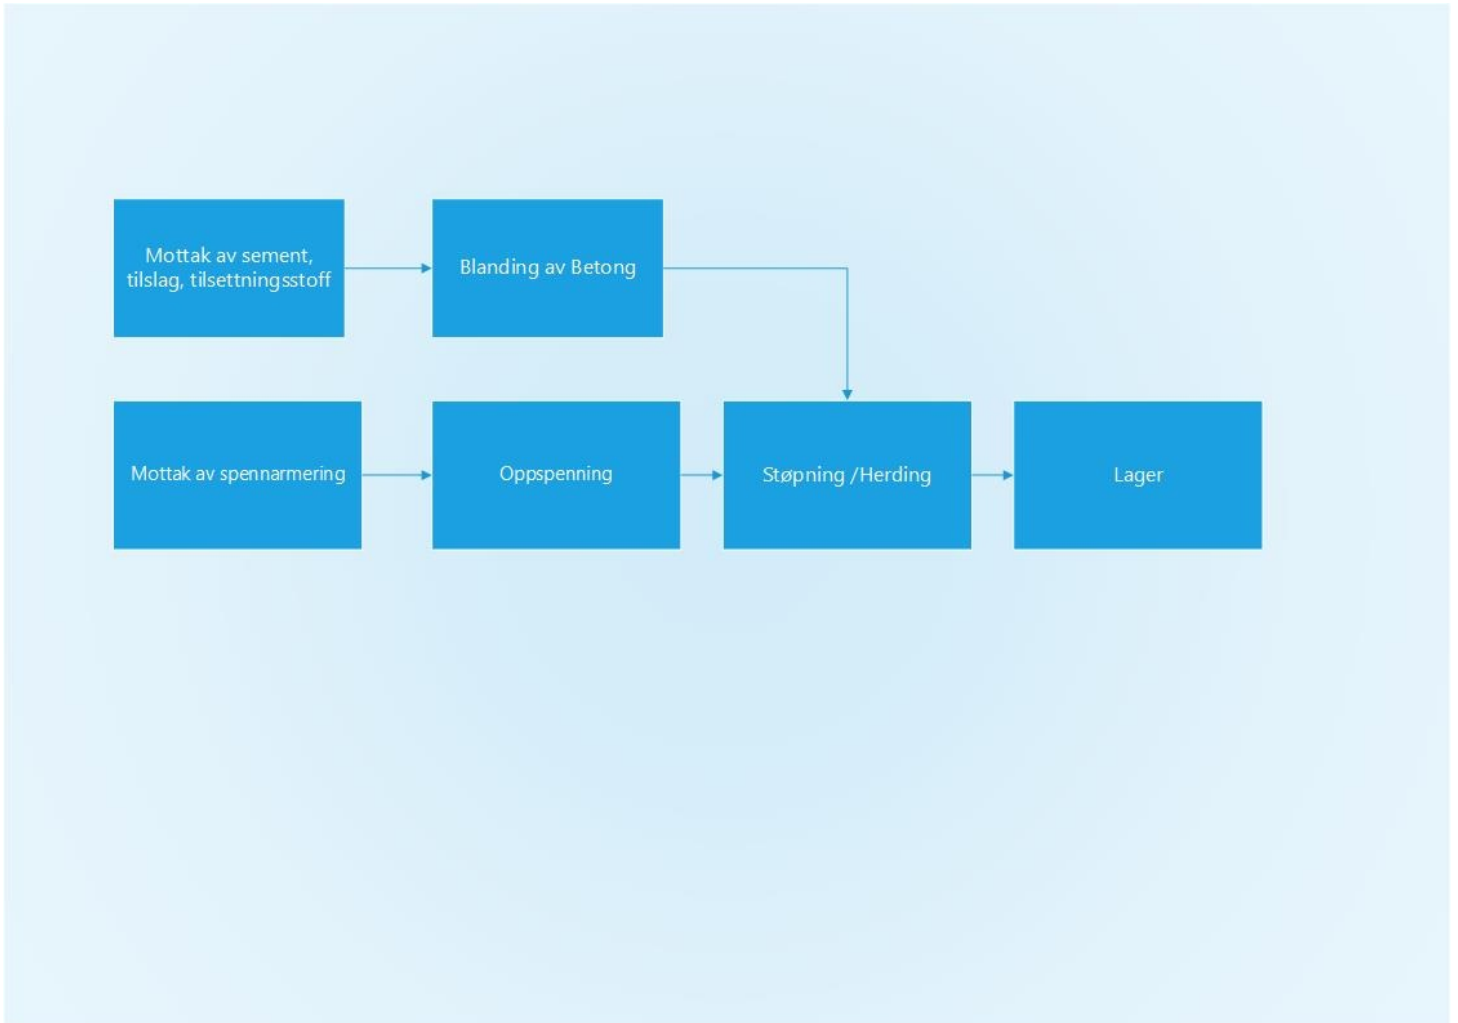 Mottak av sement,
tilslag, tilsettningsstoff
Blanding av Betong
Mottak av spennarmering
Oppspenning
Støpning /Herding
Lager